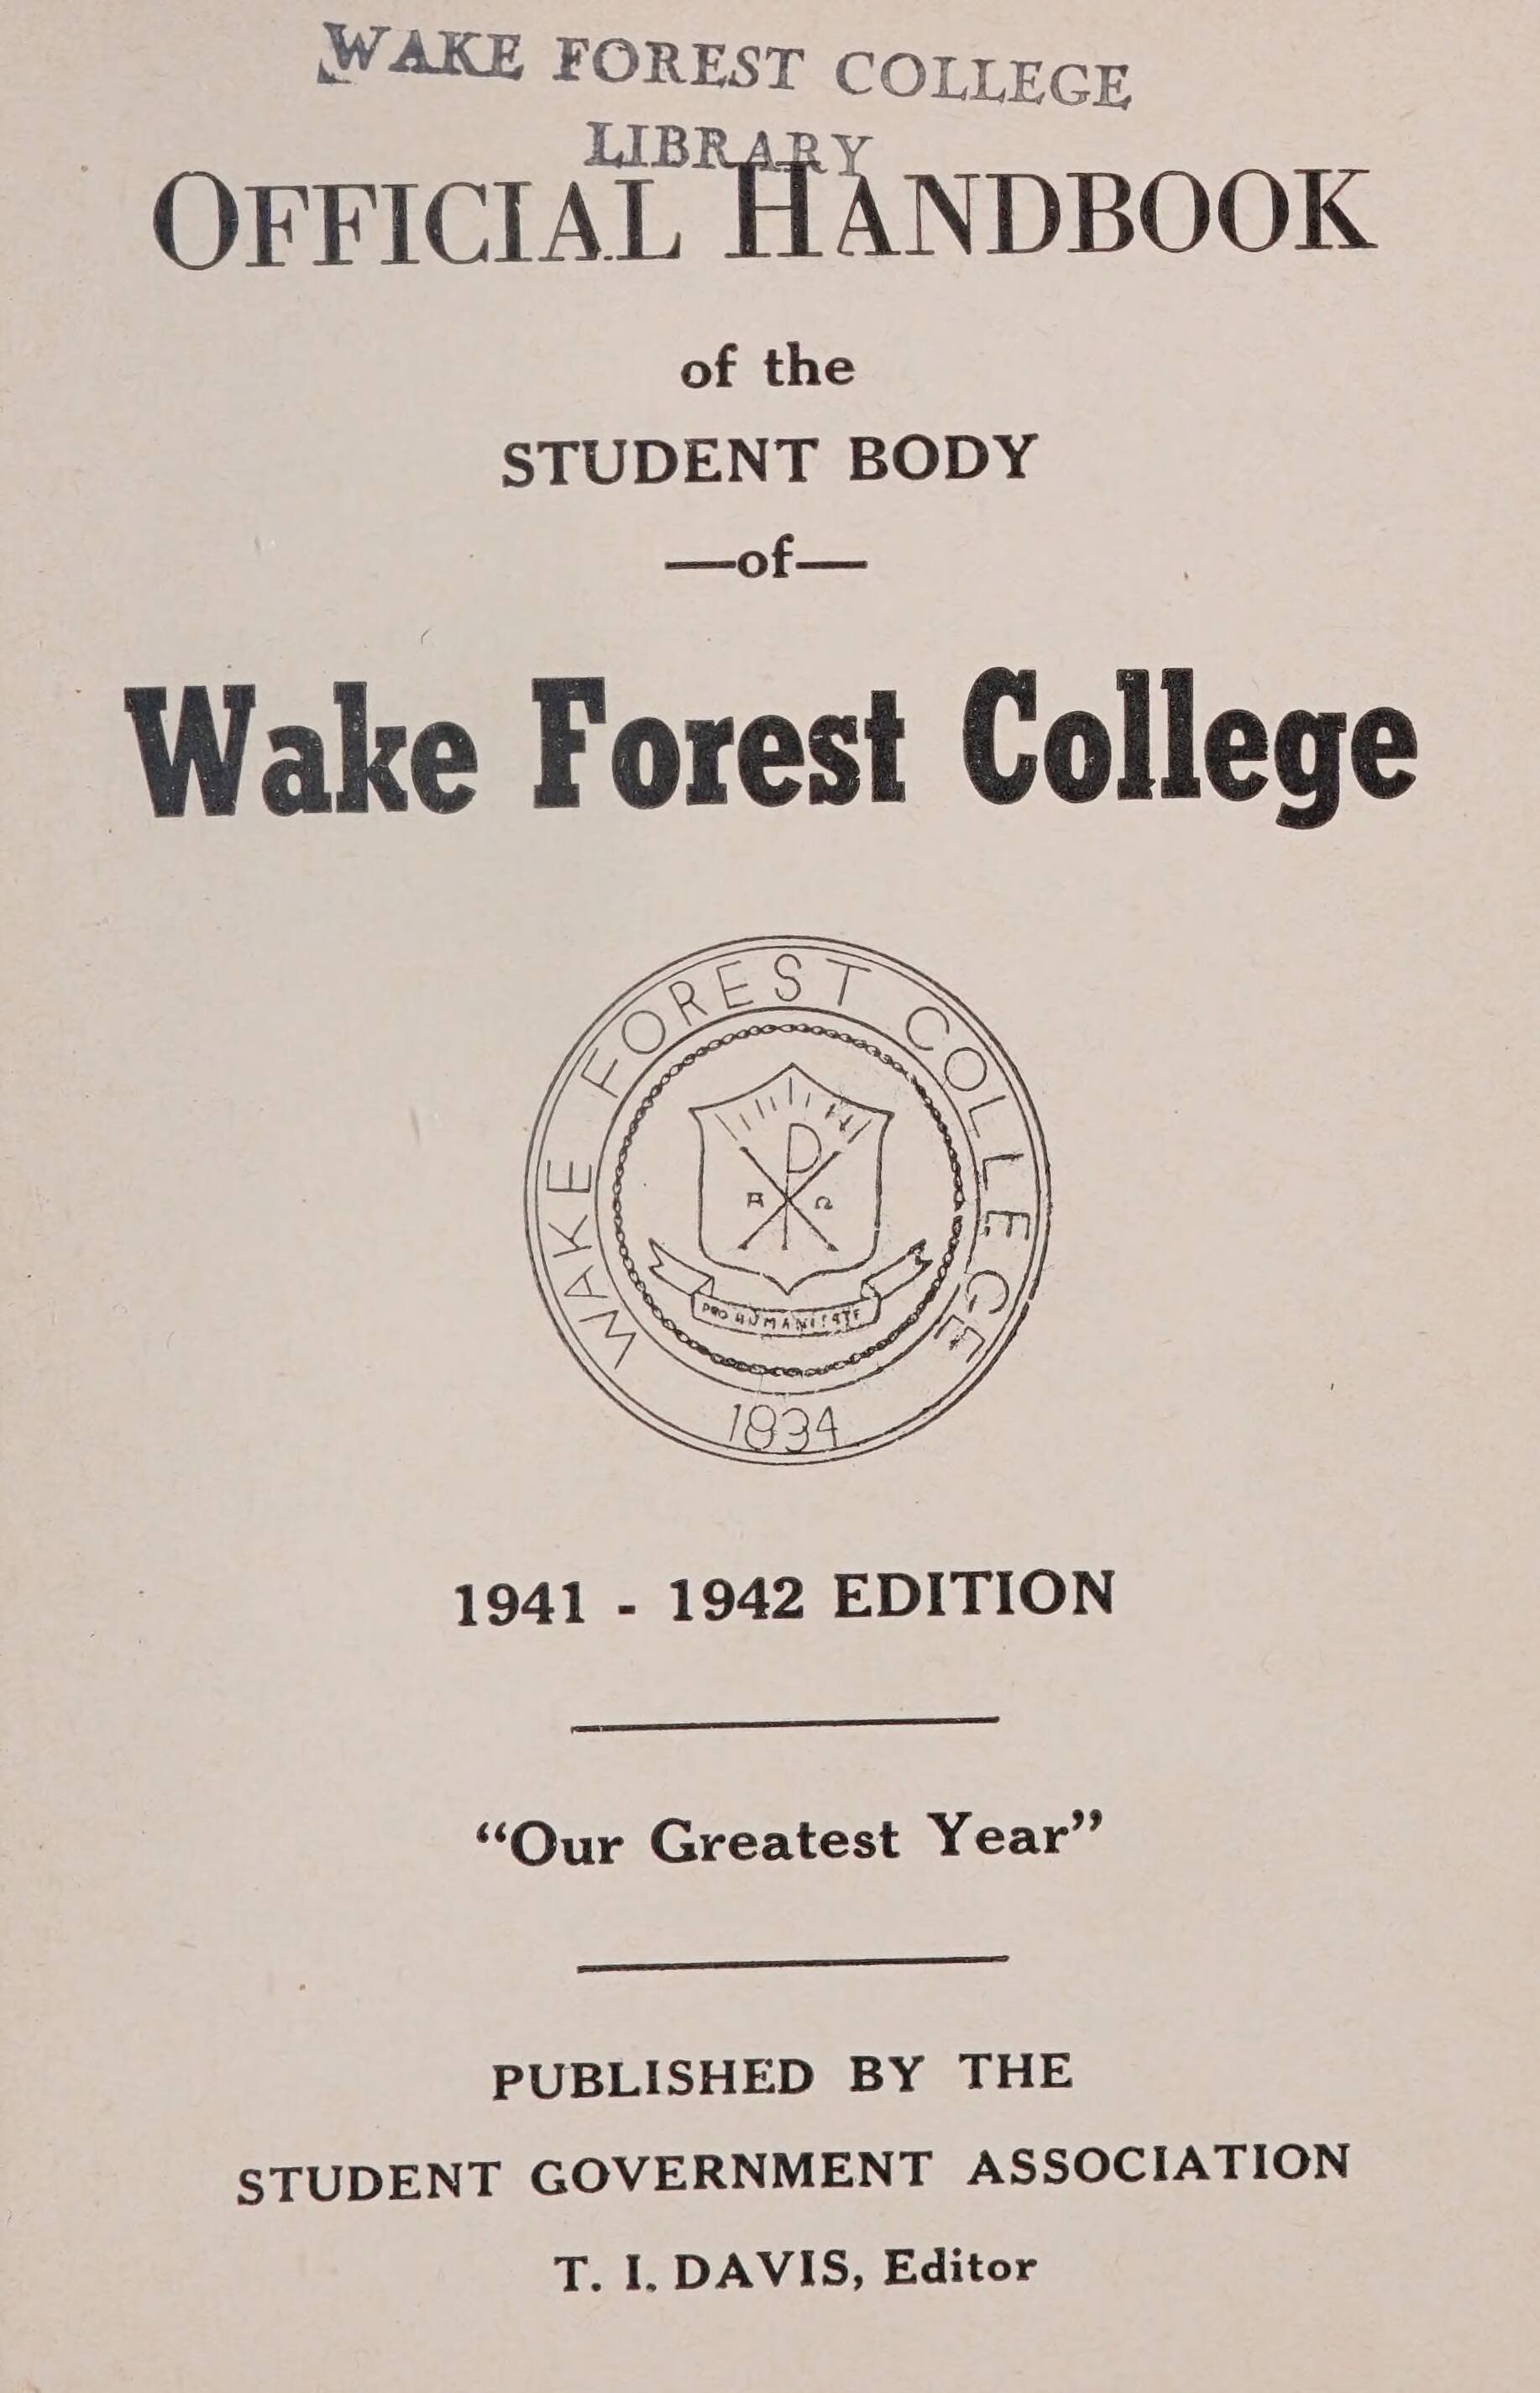 WAKE FOREST COLLEGE
LIBRARY
OFFICIAL HANDBOOK
of the
STUDENT BODY
—of—
Wake Forest College
WAKE FOREST COLLEGE
Α Ω
PRO HUMANITATE
1834
1941 - 1942 EDITION
“Our Greatest Year”
PUBLISHED BY THE
STUDENT GOVERNMENT ASSOCIATION
T. I. DAVIS, Editor